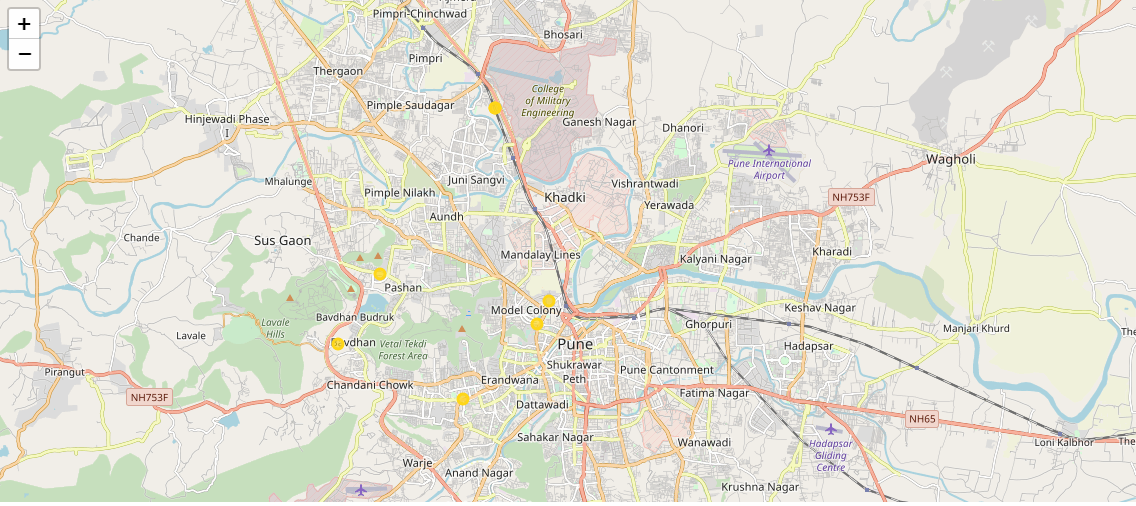 +
−
Pimpri-Chinchwad
Bhosari
Pimpri
Thergaon
College
of Military
Engineering
Pimple Saudagar
Hinjewadi Phase
I
Ganesh Nagar
Dhanori
Pune International
Airport
Wagholi
Mhalunge
Juni Sangvi
Pimple Nilakh
Khadki
Vishrantwadi
Yerawada
NH753F
Aundh
Chande
Sus Gaon
Mandalay Lines
Kalyani Nagar
Kharadi
Pashan
Model Colony
Bavdhan Budruk
Lavale
Hills
Lavale
Vetal Tekdi
Forest Area
Pune
Ghorpuri
Keshav Nagar
Manjari Khurd
Hadapsar
Pirangut
Shukrawar
Peth
Pune Cantonment
Erandwana
Chandani Chowk
NH753F
Dattawadi
Fatima Nagar
NH65
Sahakar Nagar
Wanawadi
Hadapsar
Gliding
Centre
Loni Kalbhor
Warje
Anand Nagar
Krushna Nagar